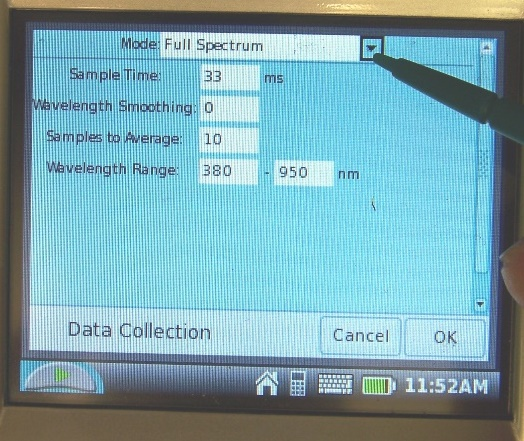 Mode: Full Spectrum
Sample Time: 33 ms
Wavelength Smoothing: 0
Samples to Average: 10
Wavelength Range: 380 - 950 nm
Data Collection Cancel OK
11:52AM